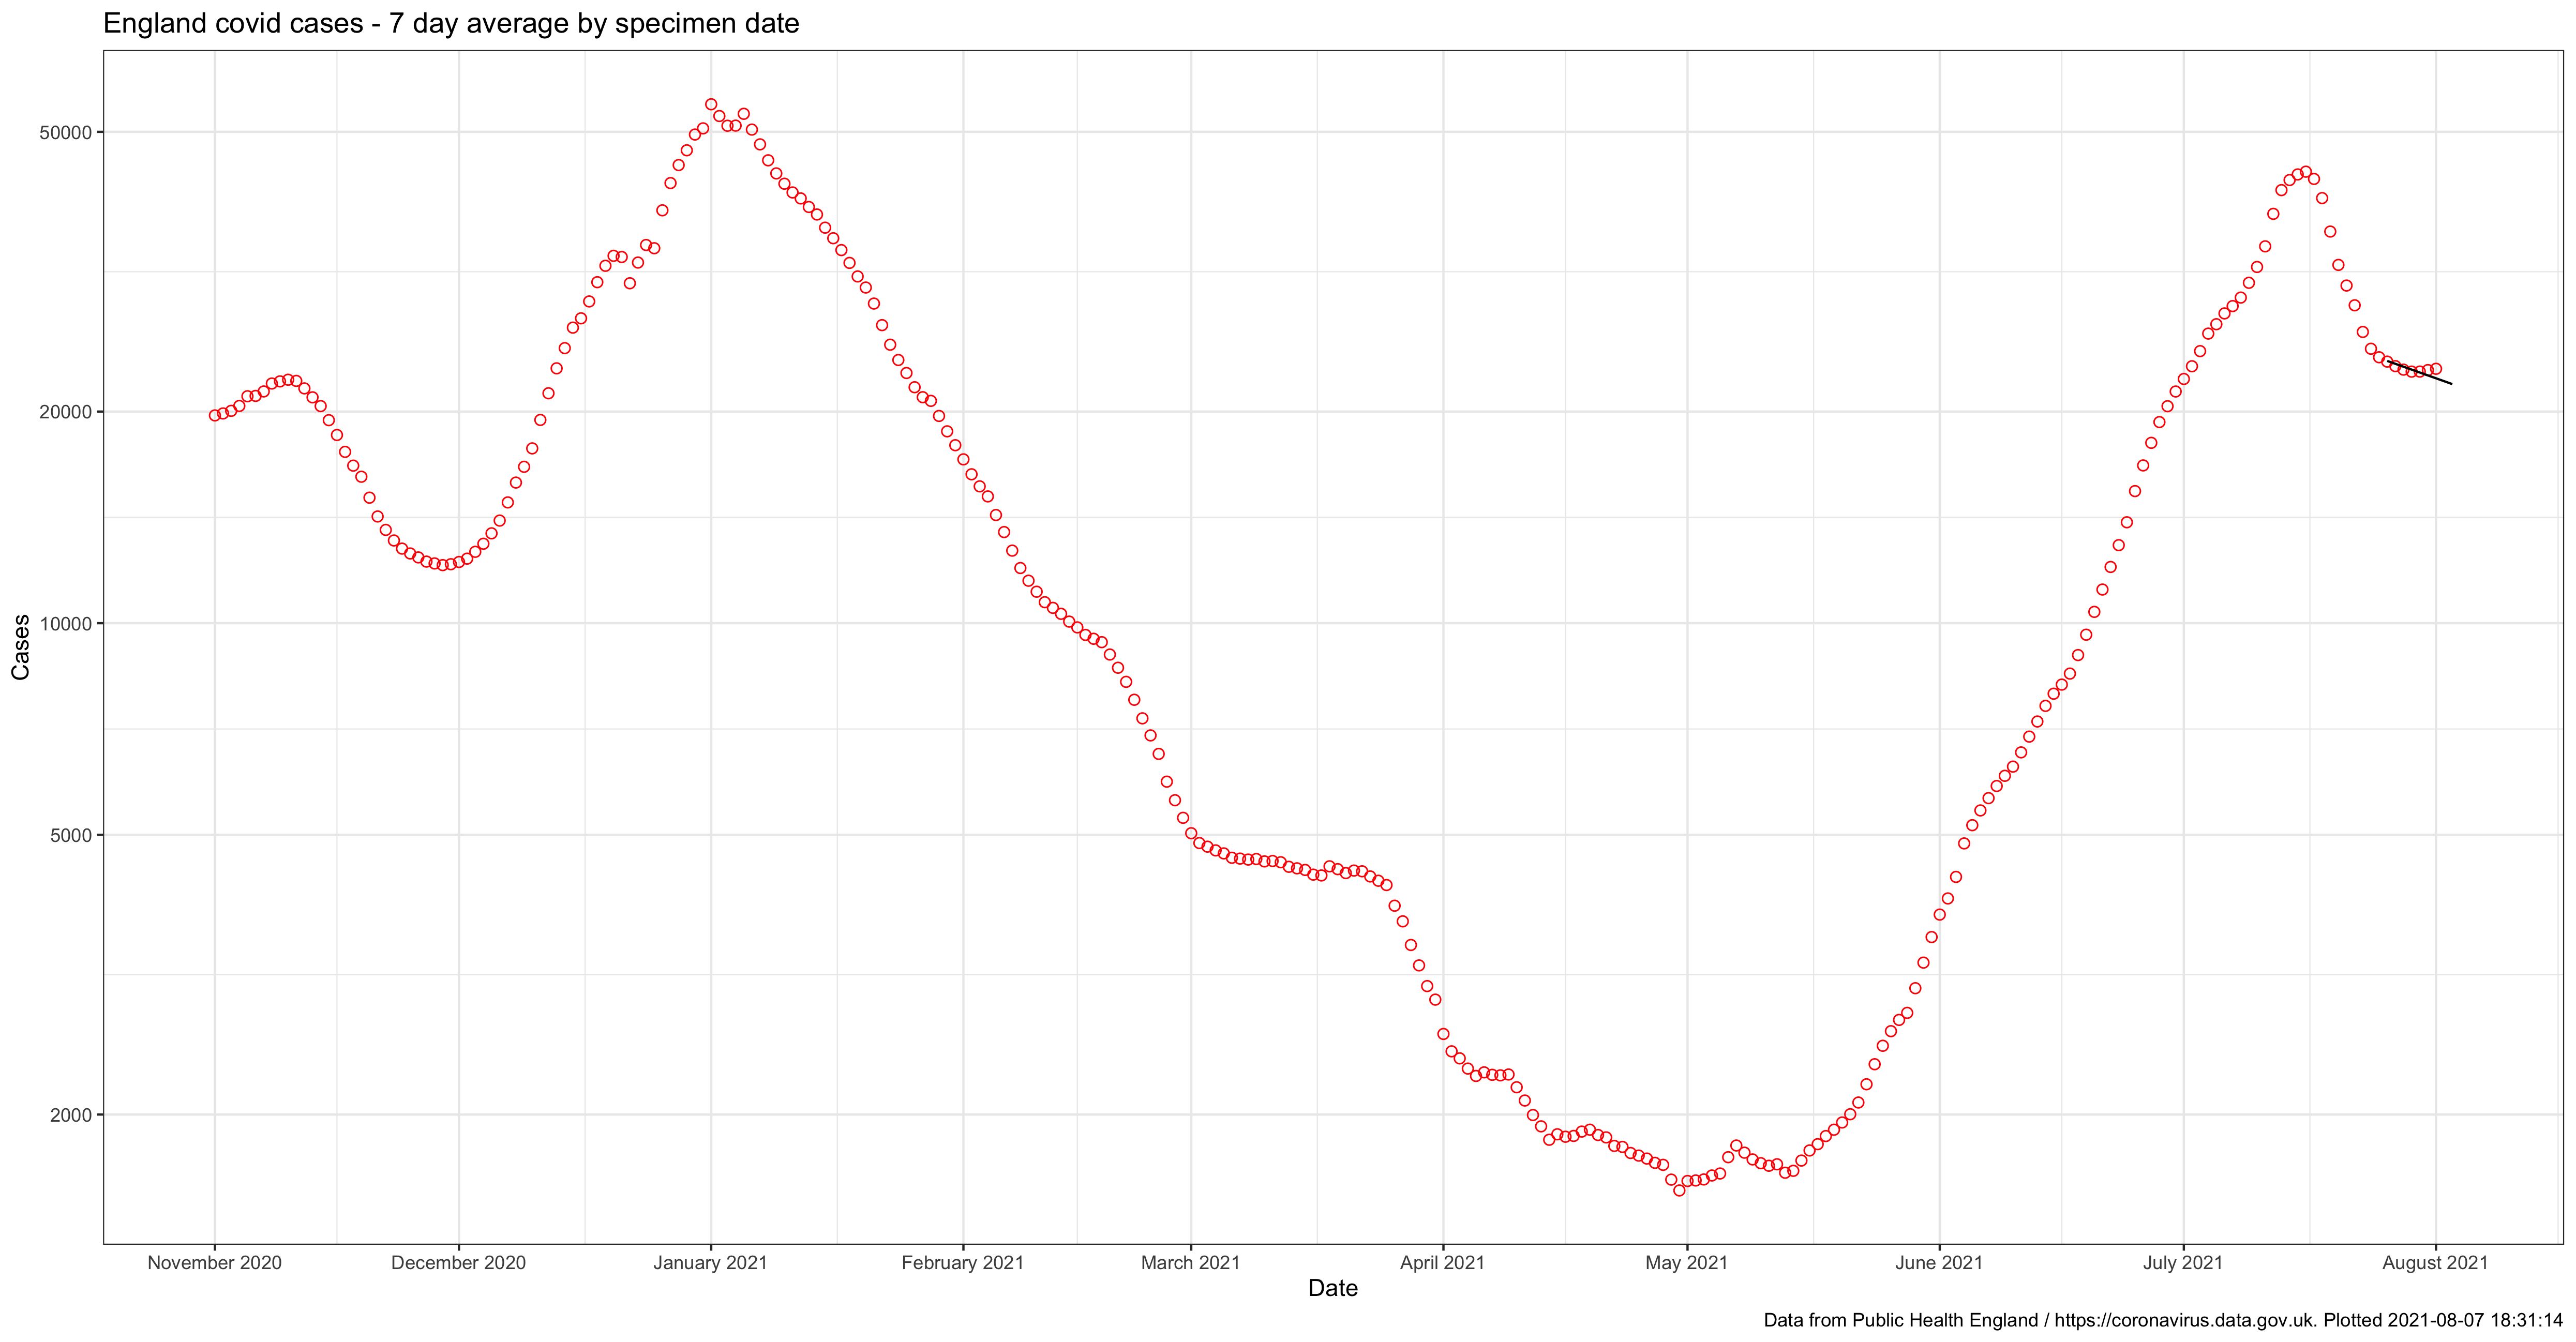 England covid cases - 7 day average by specimen date
Cases
50000
20000
10000
5000
2000
November 2020 December 2020 January 2021 February 2021 March 2021 April 2021 May 2021 June 2021 July 2021 August 2021
Date
Data from Public Health England / https://coronavirus.data.gov.uk. Plotted 2021-08-07 18:31:14